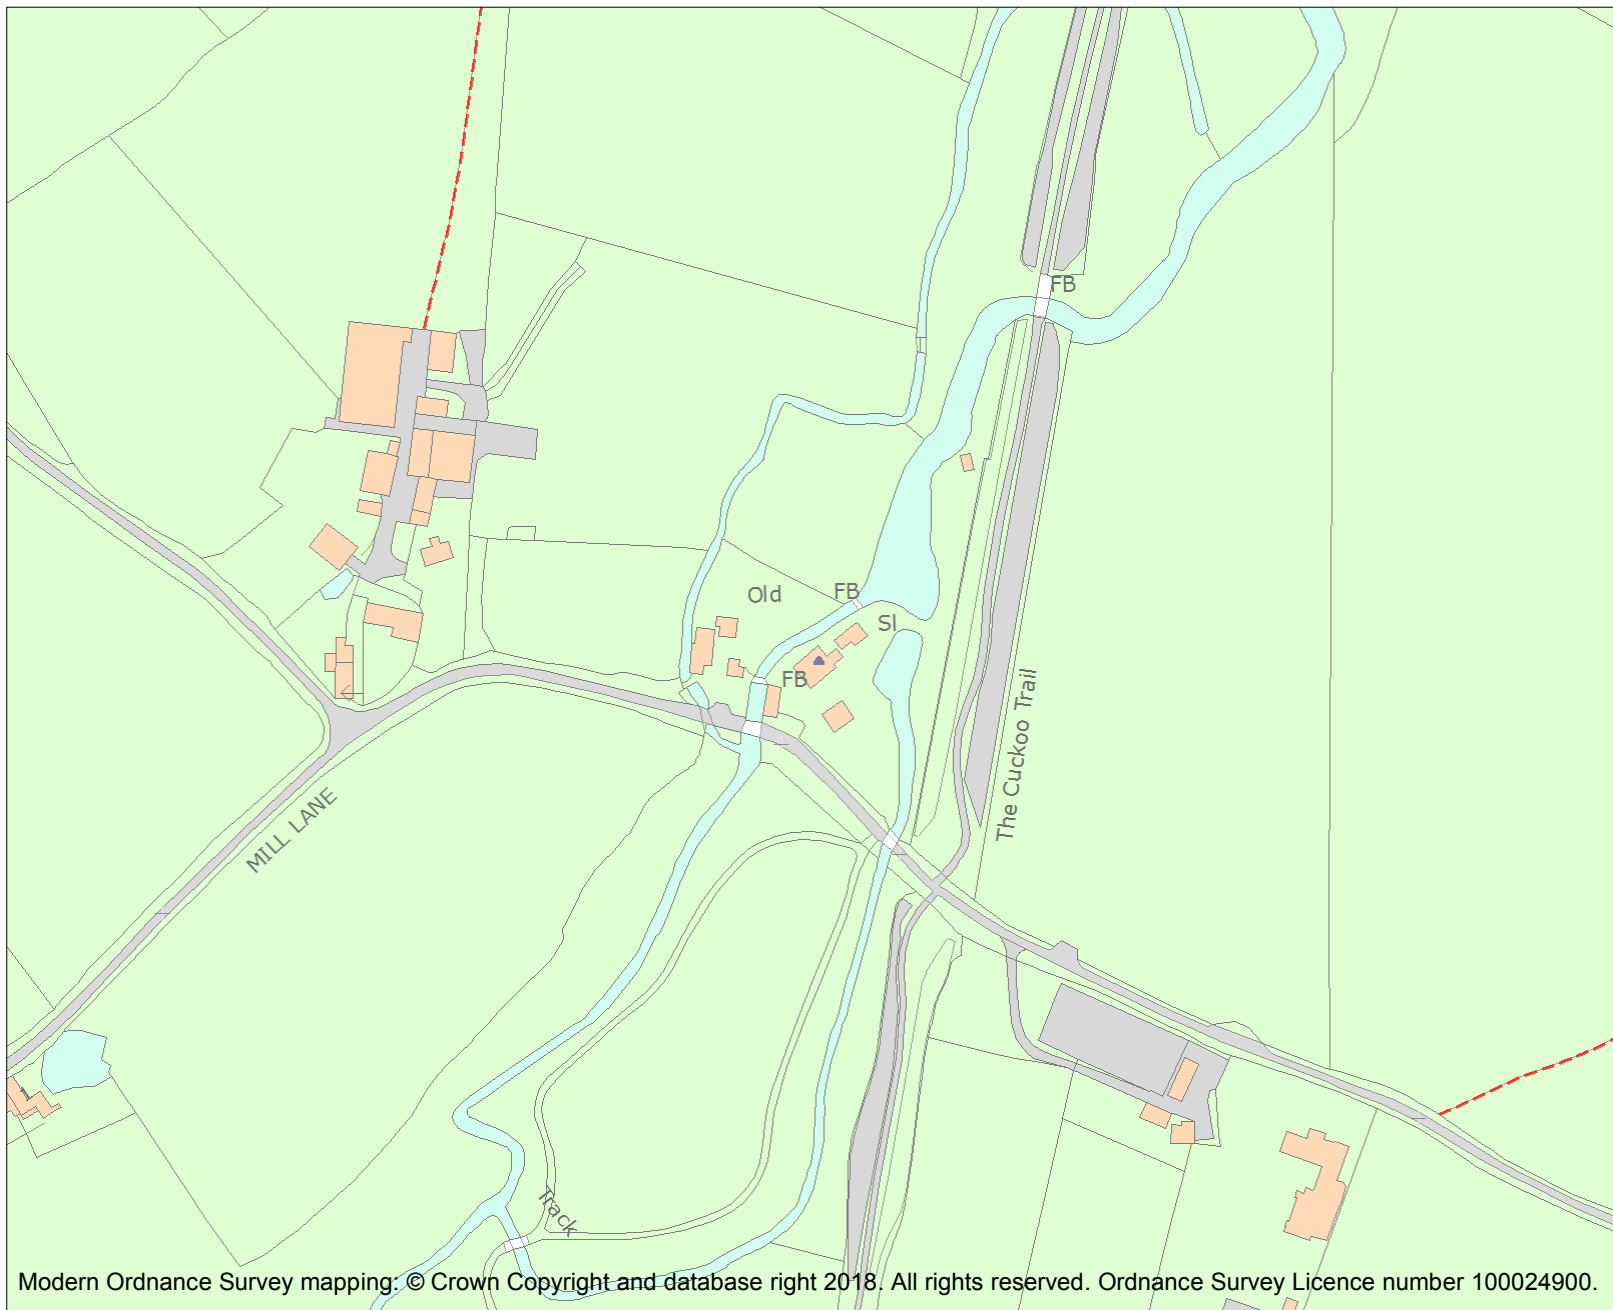 FB
Old
FB
Sl
FB
The Cuckoo Trail
MILL LANE
Track
Modern Ordnance Survey mapping: © Crown Copyright and database right 2018. All rights reserved. Ordnance Survey Licence number 100024900.